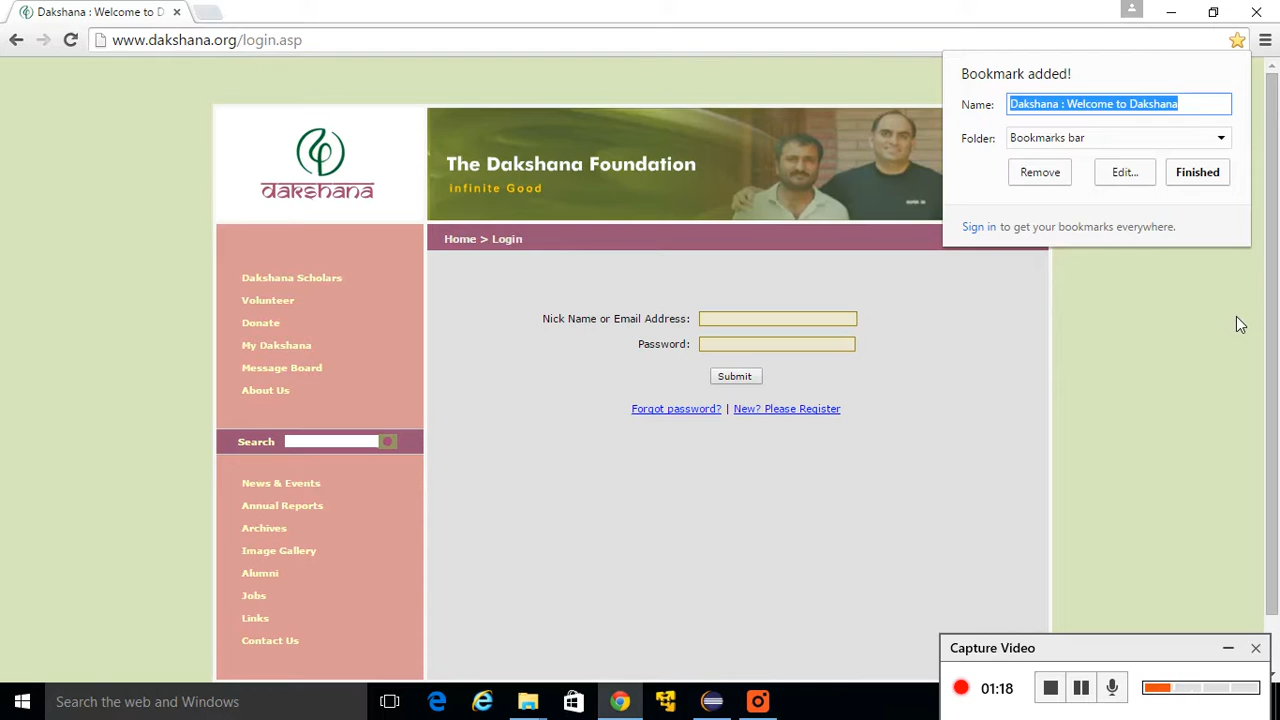 Dakshana : Welcome to D
www.dakshana.org/login.asp
Bookmark added!
Name: Dakshana : Welcome to Dakshana
Folder: Bookmarks bar
Remove Edit... Finished
Sign in to get your bookmarks everywhere.
dakshana
The Dakshana Foundation
infinite Good
Home > Login
Dakshana Scholars
Volunteer
Donate
My Dakshana
Message Board
About Us
Search
News & Events
Annual Reports
Archives
Image Gallery
Alumni
Jobs
Links
Contact Us
Nick Name or Email Address:
Password:
Submit
Forgot password? | New? Please Register
Capture Video
01:18
Search the web and Windows